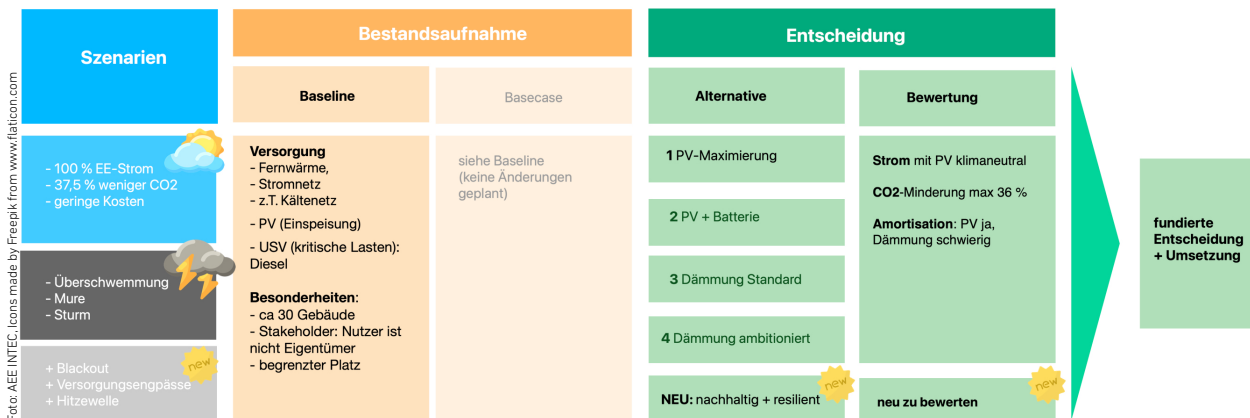 Szenarien
Bestandsaufnahme
Entscheidung
Baseline
Basecase
Alternative
Bewertung
- 100 % EE-Strom
- 37,5 % weniger CO2
- geringe Kosten
- Überschwemmung
- Mure
- Sturm
+ Blackout
+ Versorgungsengpässe
+ Hitzewelle
new
Versorgung
- Fernwärme,
- Stromnetz
- z.T. Kältenetz
- PV (Einspeisung)
- USV (kritische Lasten):
Diesel
Besonderheiten:
- ca 30 Gebäude
- Stakeholder: Nutzer ist
nicht Eigentümer
- begrenzter Platz
siehe Baseline
(keine Änderungen
geplant)
1 PV-Maximierung
2 PV + Batterie
3 Dämmung Standard
4 Dämmung ambitioniert
NEU: nachhaltig + resilient
new
Strom mit PV klimaneutral
CO2-Minderung max 36 %
Amortisation: PV ja,
Dämmung schwierig
neu zu bewerten
new
fundierte
Entscheidung
+ Umsetzung
Foto: AEE INTEC, Icons made by Freepik from www.flaticon.com